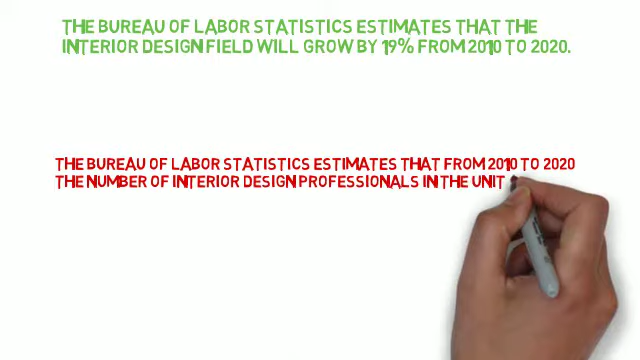 THE BUREAU OF LABOR STATISTICS ESTIMATES THAT THE
INTERIOR DESIGN FIELD WILL GROW BY 19% FROM 2010 TO 2020.
THE BUREAU OF LABOR STATISTICS ESTIMATES THAT FROM 2010 TO 2020
THE NUMBER OF INTERIOR DESIGN PROFESSIONALS IN THE UNIT